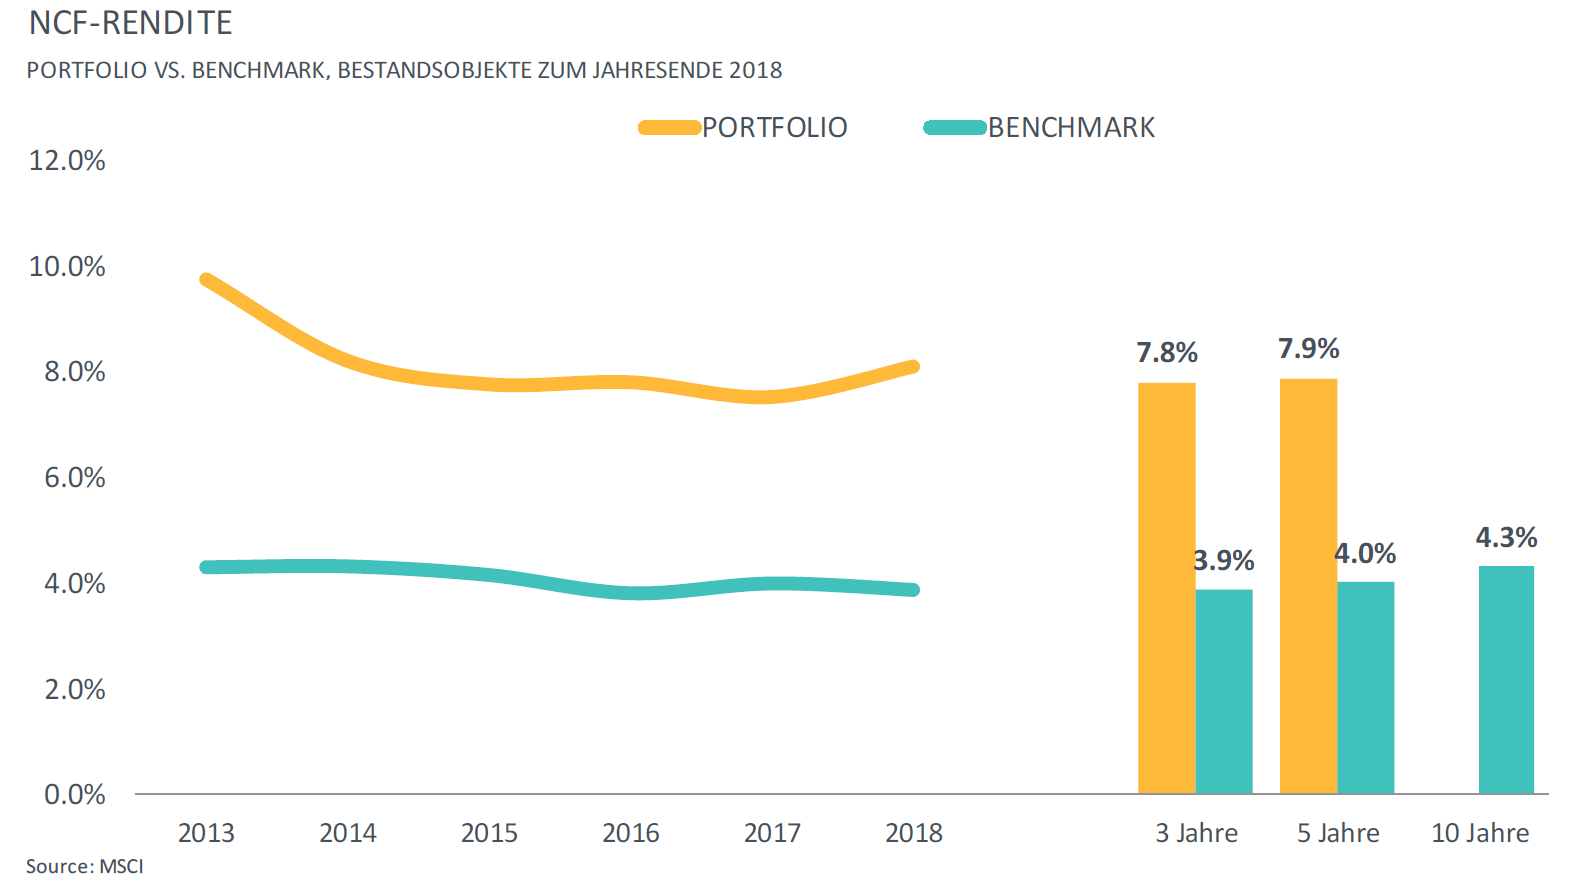 NCF-RENDITE
PORTFOLIO VS. BENCHMARK, BESTANDSOBJEKTE ZUM JAHRESENDE 2018
PORTFOLIO BENCHMARK
12.0%
10.0%
8.0%
6.0%
4.0%
2.0%
0.0%
7.8% 7.9%
3.9% 4.0% 4.3%
2013 2014 2015 2016 2017 2018 3 Jahre 5 Jahre 10 Jahre
Source: MSCI